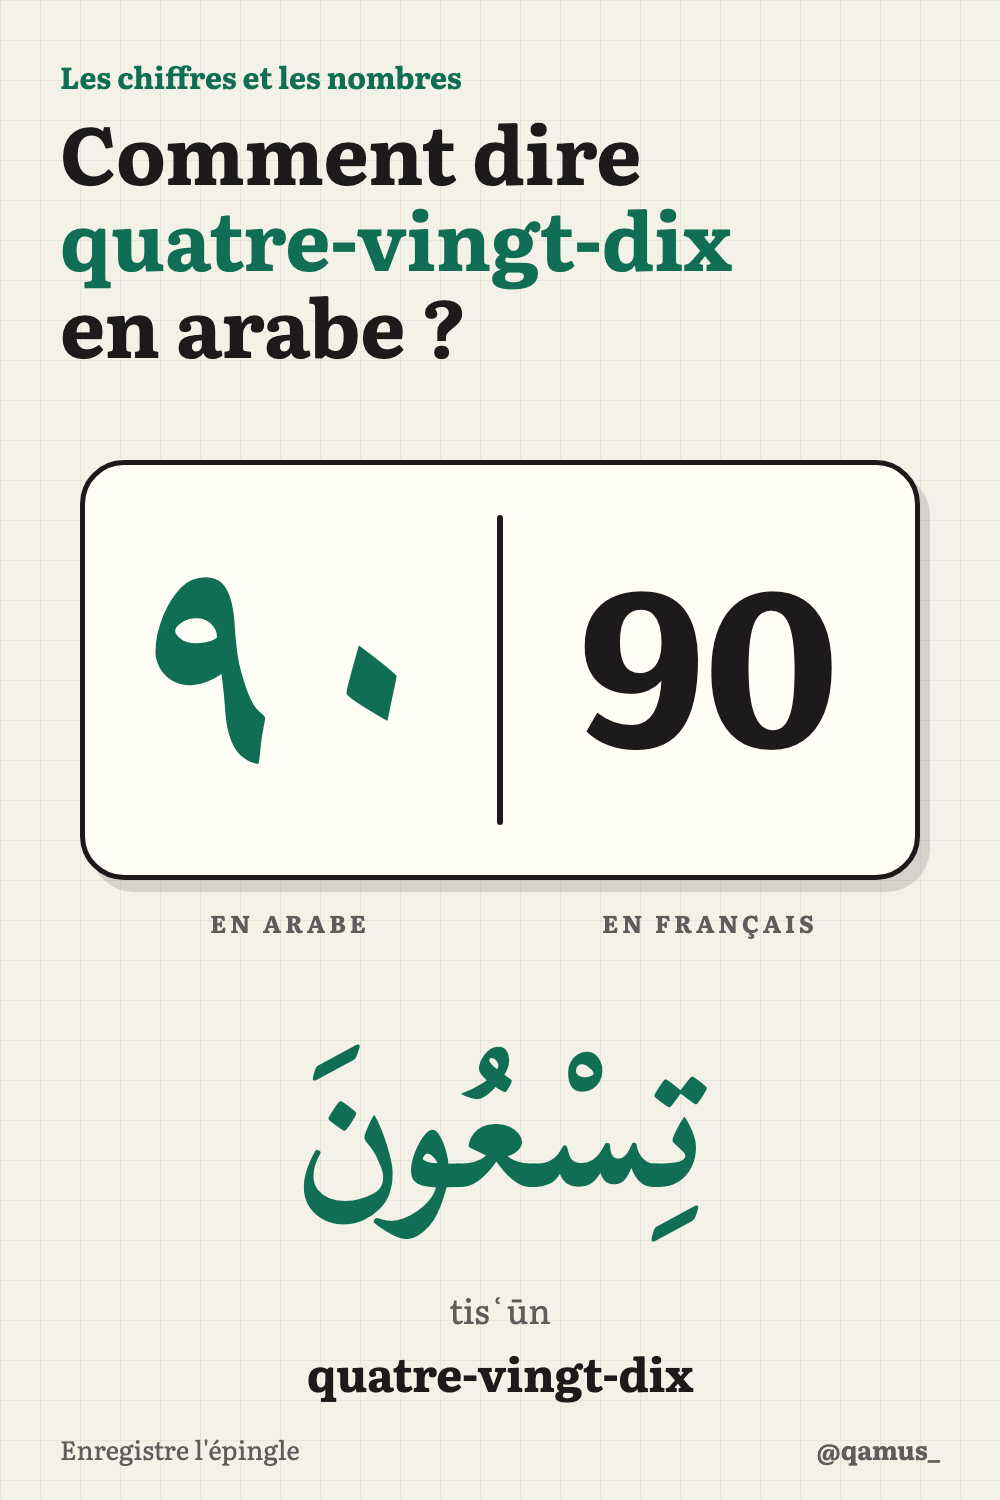 Les chiffres et les nombres
Comment dire
quatre-vingt-dix
en arabe ?
٩٠
90
EN ARABE
EN FRANÇAIS
تِسْعُونَ
tisʿūn
quatre-vingt-dix
Enregistre l'épingle
@qamus_